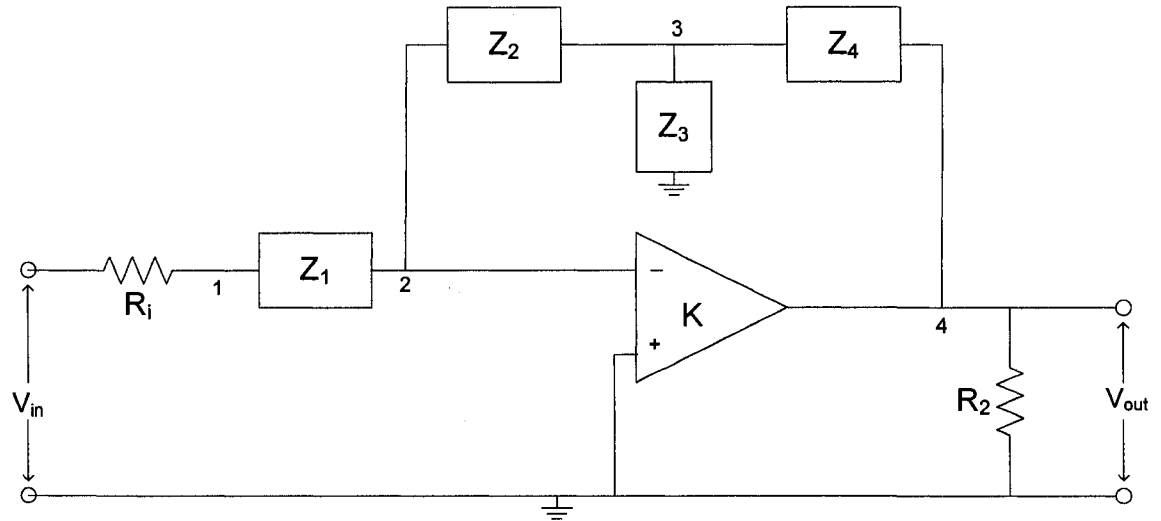 Z₂
3
Z₄
Z₃
Rᵢ
1
Z₁
2
−
K
+
4
R₂
Vᵢₙ
Vₒᵤₜ